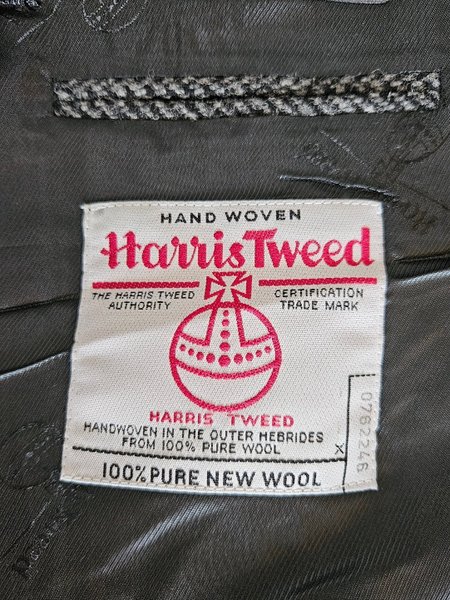 HAND WOVEN
Harris Tweed
THE HARRIS TWEED
AUTHORITY
CERTIFICATION
TRADE MARK
HARRIS TWEED
HANDWOVEN IN THE OUTER HEBRIDES
FROM 100% PURE WOOL
X
100% PURE NEW WOOL
0762246